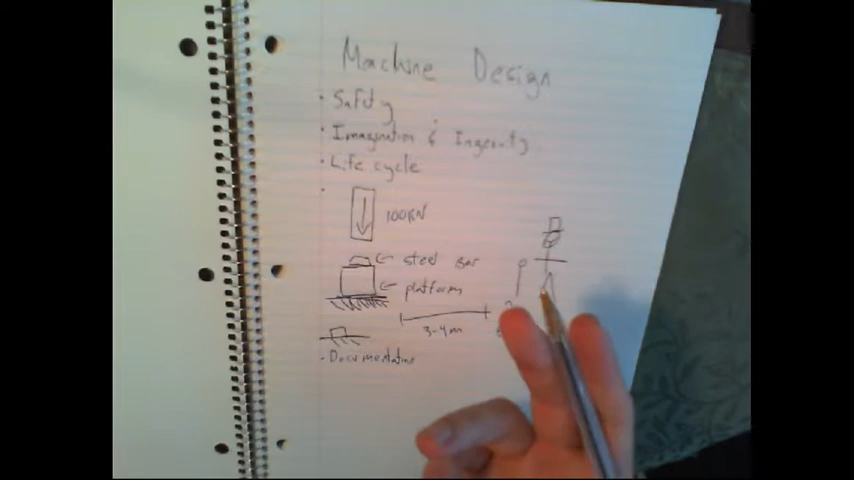 Machine Design
• Safety
• Imagination & Ingenuity
• Life cycle
•
100KN
steel bar
platform
3-4m
• Documentation